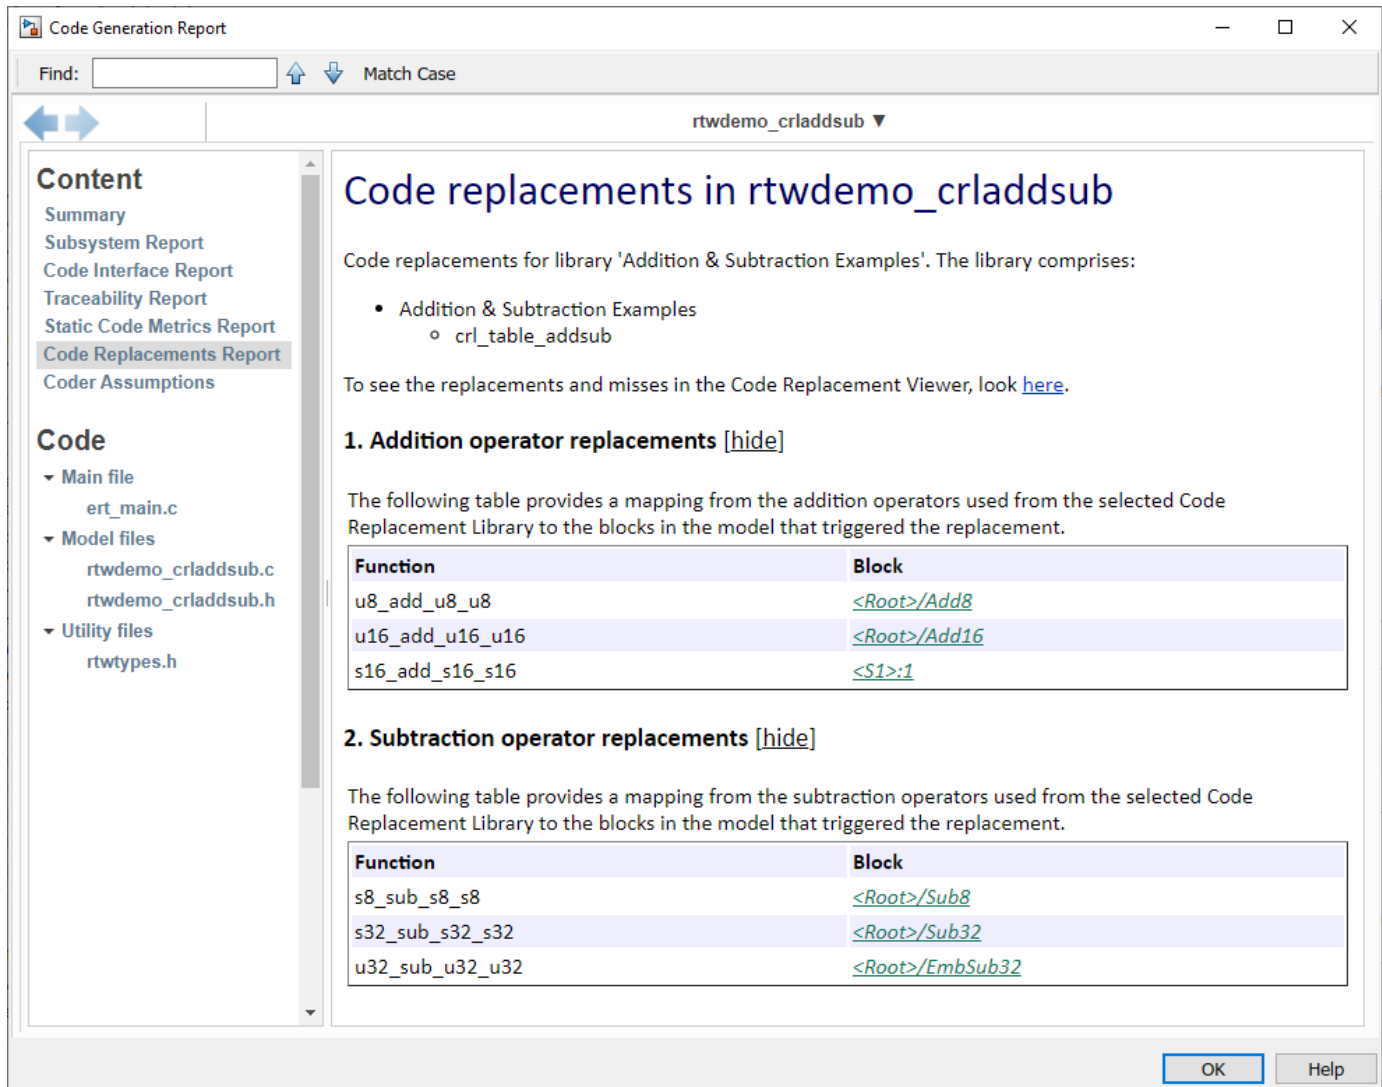 Code Generation Report
Find:
Match Case
rtwdemo_crladdsub ▼
Content
Summary
Subsystem Report
Code Interface Report
Traceability Report
Static Code Metrics Report
Code Replacements Report
Coder Assumptions
Code
Main file
ert_main.c
Model files
rtwdemo_crladdsub.c
rtwdemo_crladdsub.h
Utility files
rtwtypes.h
Code replacements in rtwdemo_crladdsub
Code replacements for library 'Addition & Subtraction Examples'. The library comprises:
• Addition & Subtraction Examples
crl_table_addsub
To see the replacements and misses in the Code Replacement Viewer, look here.
1. Addition operator replacements [hide]
The following table provides a mapping from the addition operators used from the selected Code
Replacement Library to the blocks in the model that triggered the replacement.
Function Block
u8_add_u8_u8 <Root>/Add8
u16_add_u16_u16 <Root>/Add16
s16_add_s16_s16 <S1>:1
2. Subtraction operator replacements [hide]
The following table provides a mapping from the subtraction operators used from the selected Code
Replacement Library to the blocks in the model that triggered the replacement.
Function Block
s8_sub_s8_s8 <Root>/Sub8
s32_sub_s32_s32 <Root>/Sub32
u32_sub_u32_u32 <Root>/EmbSub32
OK Help